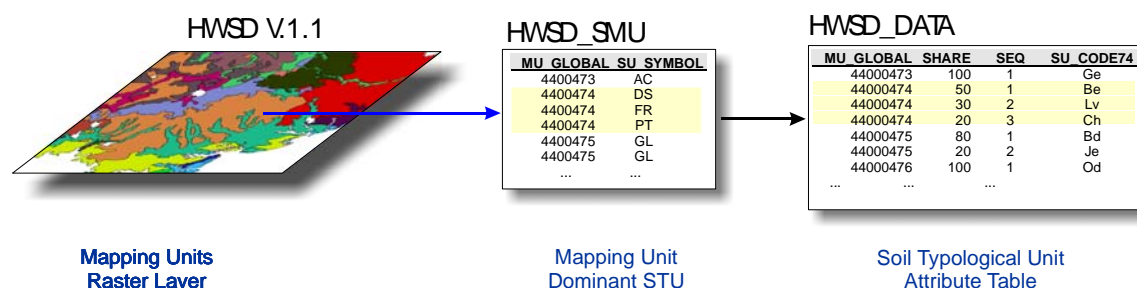 HWSD V.1.1
HWSD_SMU
MU_GLOBAL SU_SYMBOL
4400473 AC
4400474 DS
4400474 FR
4400474 PT
4400475 GL
4400475 GL
... ...
HWSD_DATA
MU_GLOBAL SHARE SEQ SU_CODE74
44000473 100 1 Ge
44000474 50 1 Be
44000474 30 2 Lv
44000474 20 3 Ch
44000475 80 1 Bd
44000475 20 2 Je
44000476 100 1 Od
... ... ...
Mapping Units
Raster Layer
Mapping Unit
Dominant STU
Soil Typological Unit
Attribute Table